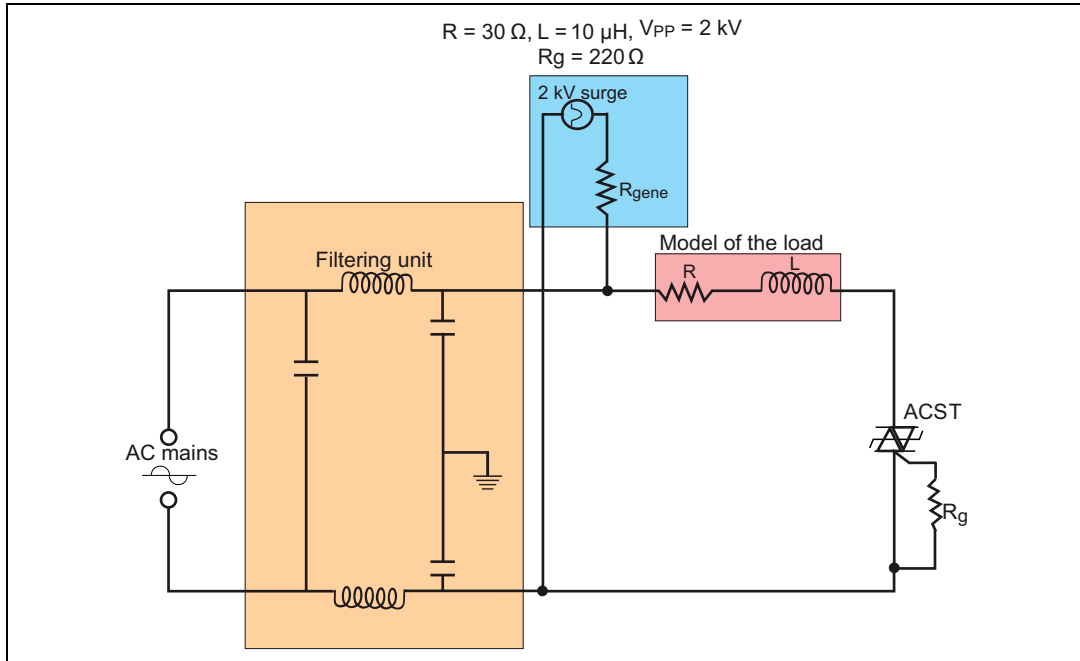 R = 30 Ω, L = 10 µH, VPP = 2 kV
Rg = 220 Ω
2 kV surge
Rgene
Model of the load
R
L
Filtering unit
ACST
AC mains
Rg